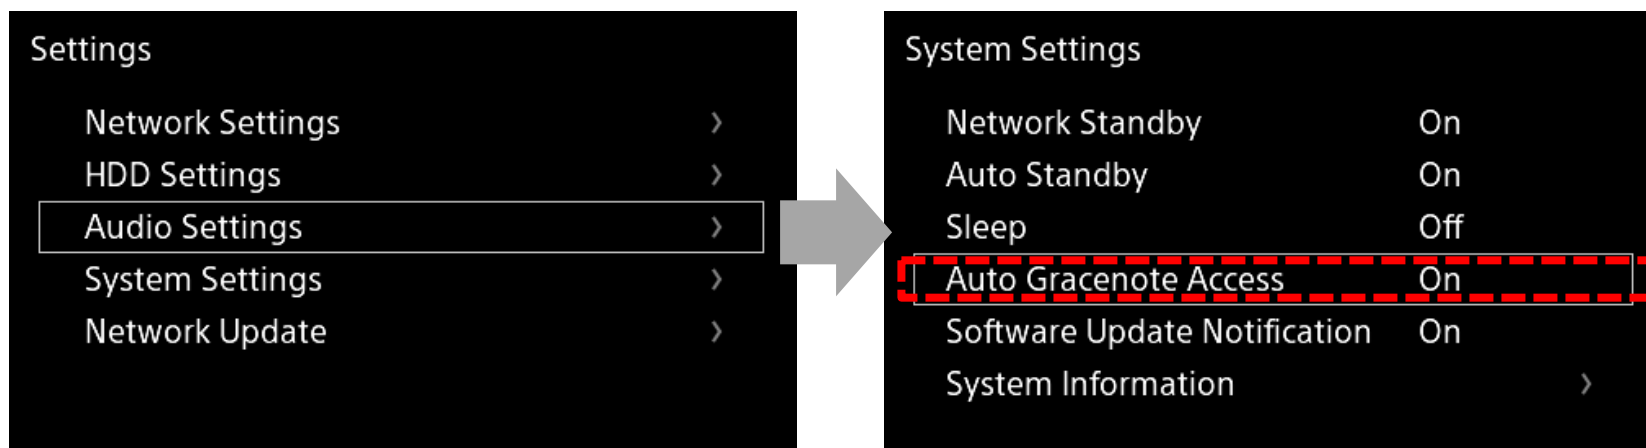 Settings
Network Settings
HDD Settings
Audio Settings
System Settings
Network Update
System Settings
Network Standby On
Auto Standby On
Sleep Off
Auto Gracenote Access On
Software Update Notification On
System Information